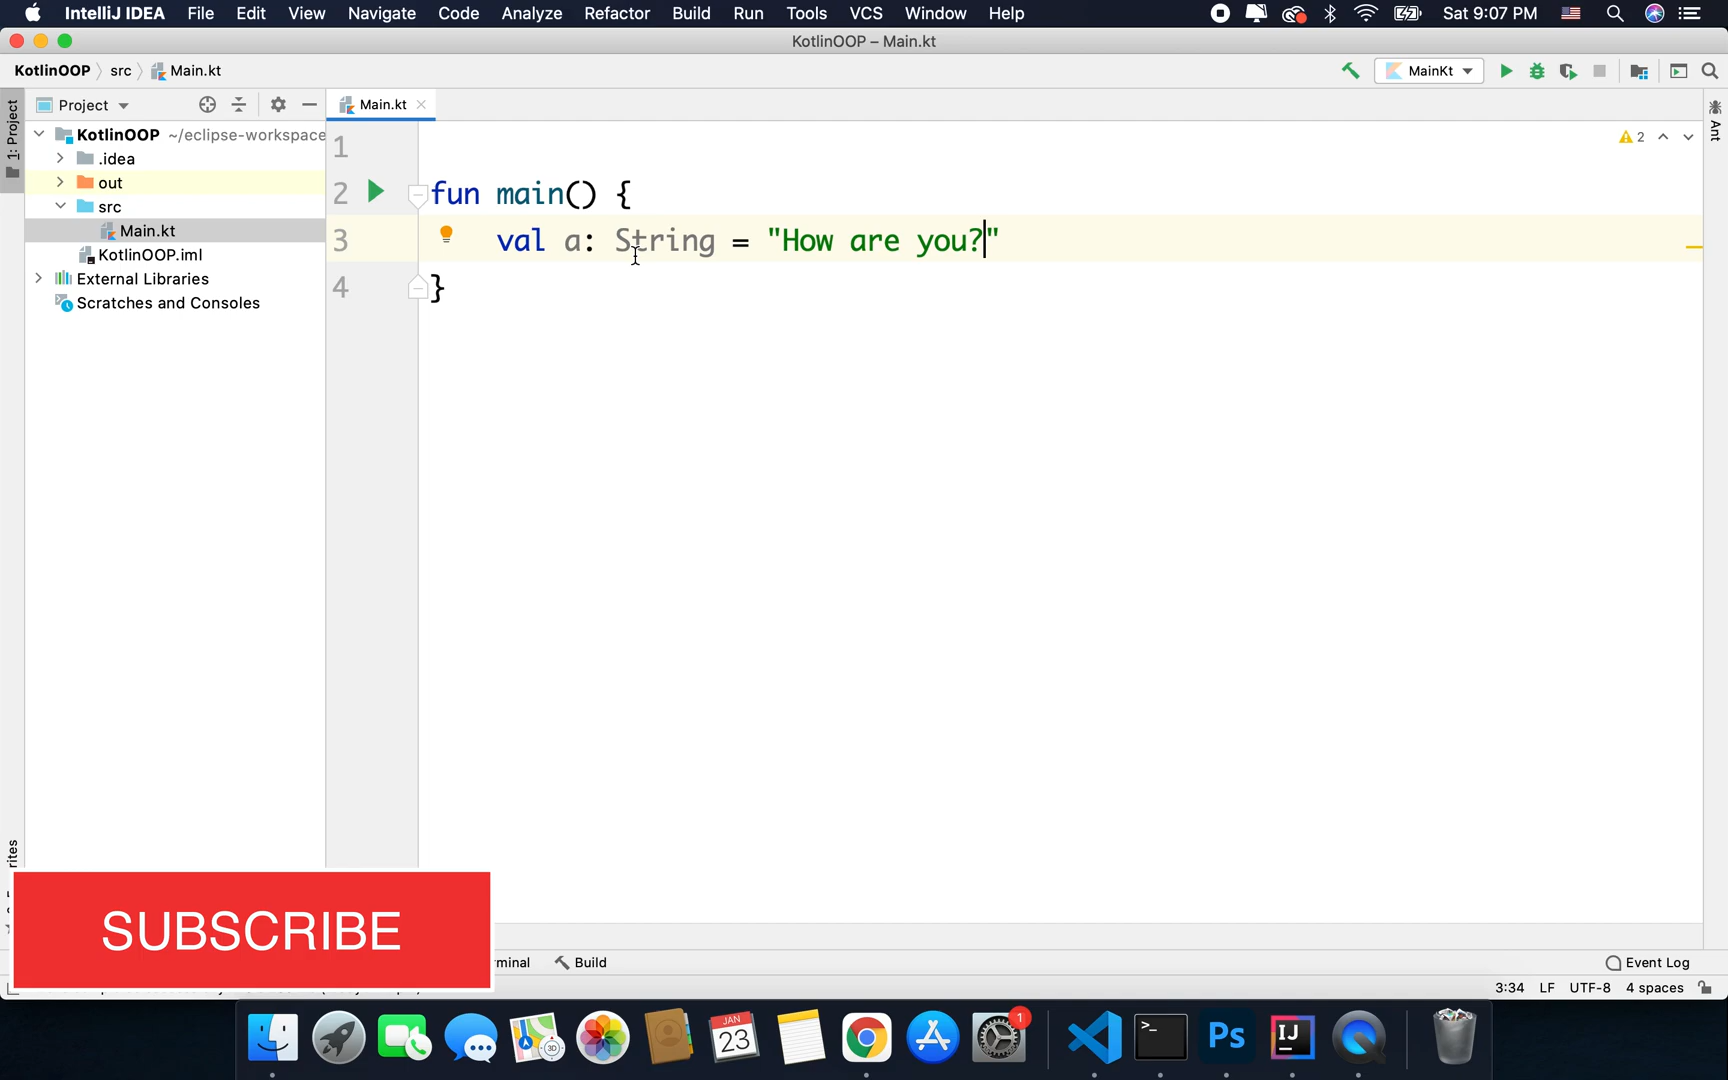 IntelliJ IDEA File Edit View Navigate Code Analyze Refactor Build Run Tools VCS Window Help Sat 9:07 PM
KotlinOOP – Main.kt
KotlinOOP src Main.kt MainKt
1: Project
Project
Main.kt
Ant
KotlinOOP ~/eclipse-workspace
.idea
out
src
Main.kt
KotlinOOP.iml
External Libraries
Scratches and Consoles
2
1
2 fun main() {
3 val a: String = "How are you?"
4 }
SUBSCRIBE
Build
Event Log
3:34 LF UTF-8 4 spaces
3D
JAN
23
1
>_
Ps
IJ